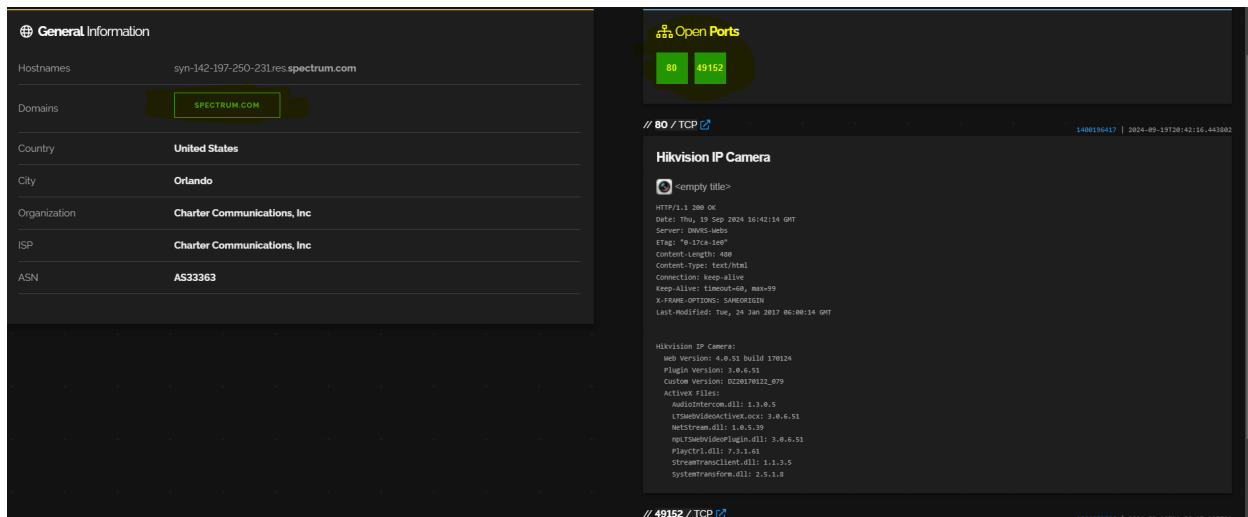 General Information
Hostnames syn-142-197-250-231.res.spectrum.com
Domains SPECTRUM.COM
Country United States
City Orlando
Organization Charter Communications, Inc
ISP Charter Communications, Inc
ASN AS33363
Open Ports
80 49152
// 80 / TCP
1400196417 | 2024-09-19T20:42:16.443802
Hikvision IP Camera
<empty title>
HTTP/1.1 200 OK
Date: Thu, 19 Sep 2024 16:42:14 GMT
Server: DNVRS-Webs
ETag: "0-17ca-1e0"
Content-Length: 480
Content-Type: text/html
Connection: keep-alive
Keep-Alive: timeout=60, max=99
X-FRAME-OPTIONS: SAMEORIGIN
Last-Modified: Tue, 24 Jan 2017 06:00:14 GMT
Hikvision IP Camera:
Web Version: 4.0.51 build 170124
Plugin Version: 3.0.6.51
Custom Version: DZ20170122_079
ActiveX Files:
AudioIntercom.dll: 1.3.0.5
LTSWebVideoActiveX.ocx: 3.0.6.51
NetStream.dll: 1.0.5.39
npLTSWebVideoPlugin.dll: 3.0.6.51
PlayCtrl.dll: 7.3.1.61
StreamTransClient.dll: 1.1.3.5
SystemTransform.dll: 2.5.1.8
// 49152 / TCP